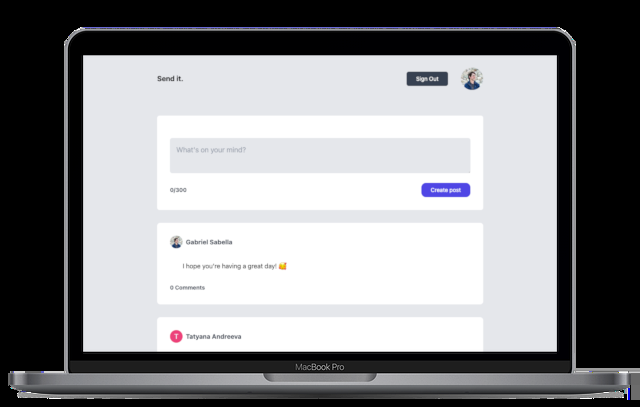 Send it.
Sign Out
What's on your mind?
0/300
Create post
Gabriel Sabella
I hope you're having a great day! 🥰
0 Comments
T Tatyana Andreeva
MacBook Pro